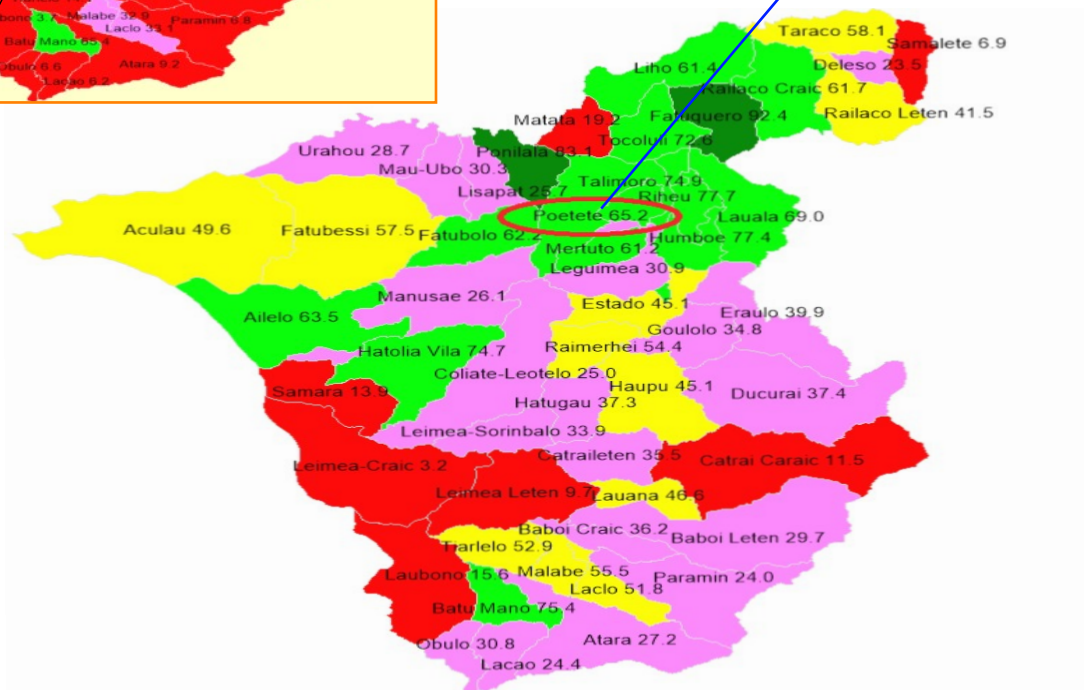 Malabe 32.9
Laclo 33.1
Paramin 6.8
Batu Mano 65.4
Atara 9.2
Lacao 6.2
Taraco 58.1
Samalete 6.9
Deleso 23.5
Liho 61.4
Railaco Craic 61.7
Railaco Leten 41.5
Fatuquero 92.4
Matata 19.2
Tocoluli 72.6
Ponilala 83.1
Urahou 28.7
Mau-Ubo 30.3
Lisapat 25.7
Talimoro 74.9
Riheu 77.7
Poetete 65.2
Lauala 69.0
Aculau 49.6
Fatubessi 57.5
Fatubolo 62.2
Humboe 77.4
Mertuto 61.2
Leguimea 30.9
Manusae 26.1
Estado 45.1
Eraulo 39.9
Ailelo 63.5
Goulolo 34.8
Raimerhei 54.4
Hatolia Vila 74.7
Coliate-Leotelo 25.0
Haupu 45.1
Samara 13.9
Ducurai 37.4
Hatugau 37.3
Leimea-Sorinbalo 33.9
Catraileten 35.5
Catrai Caraic 11.5
Leimea-Craic 3.2
Leimea Leten 9.7
Lauana 46.6
Baboi Craic 36.2
Baboi Leten 29.7
Tiarlelo 52.9
Laubono 15.6
Malabe 55.5
Paramin 24.0
Laclo 51.8
Batu Mano 75.4
Obulo 30.8
Atara 27.2
Lacao 24.4